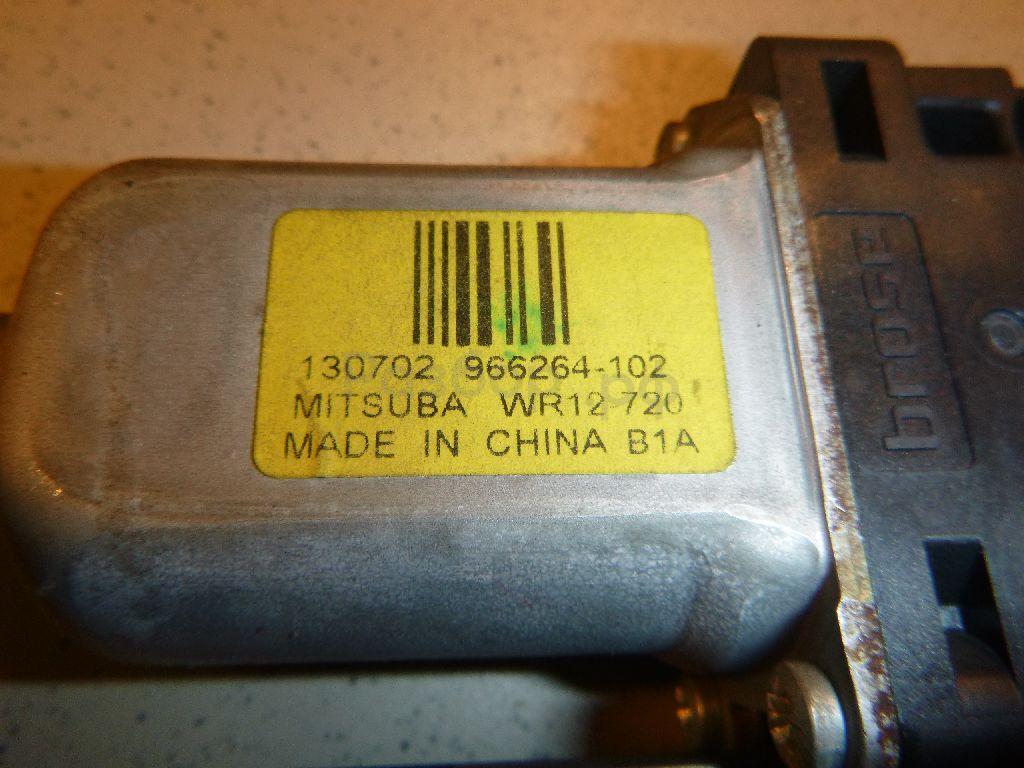 130702 966264-102
MITSUBA WR12 720
MADE IN CHINA B1A
brose